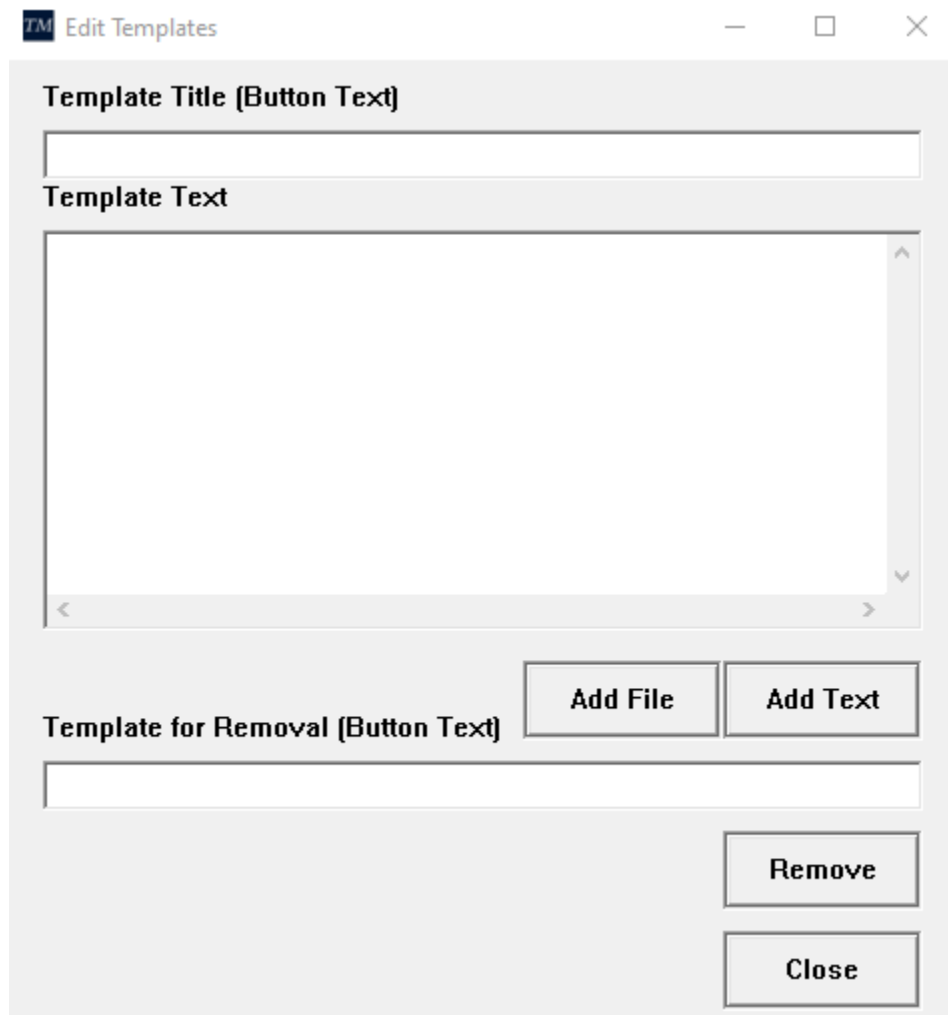 TM Edit Templates
Template Title (Button Text)
Template Text
Add File Add Text
Template for Removal (Button Text)
Remove
Close